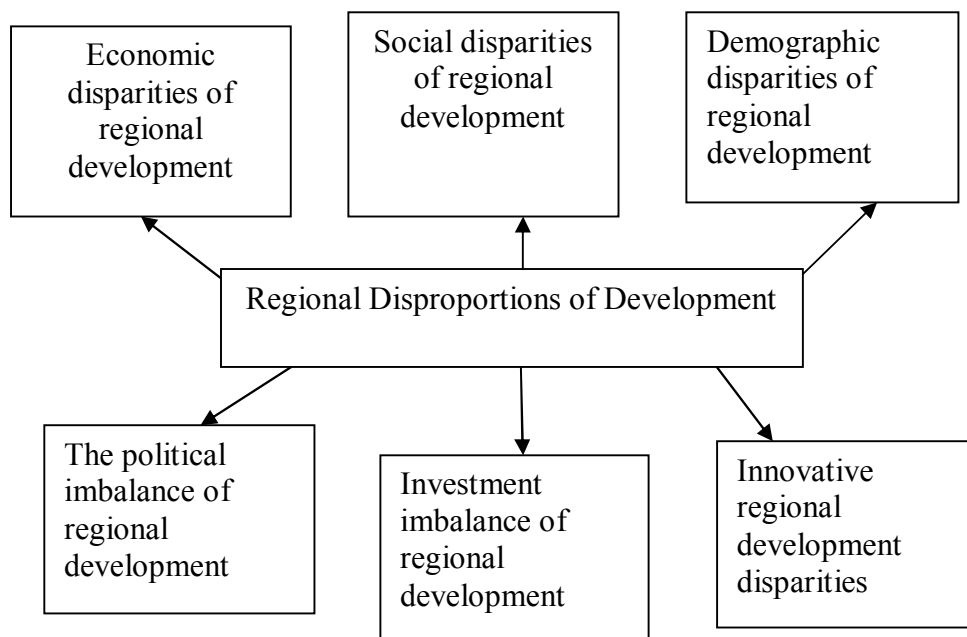 Economic
disparities of
regional
development
Social disparities
of regional
development
Demographic
disparities of
regional
development
Regional Disproportions of Development
The political
imbalance of
regional
development
Investment
imbalance of
regional
development
Innovative
regional
development
disparities